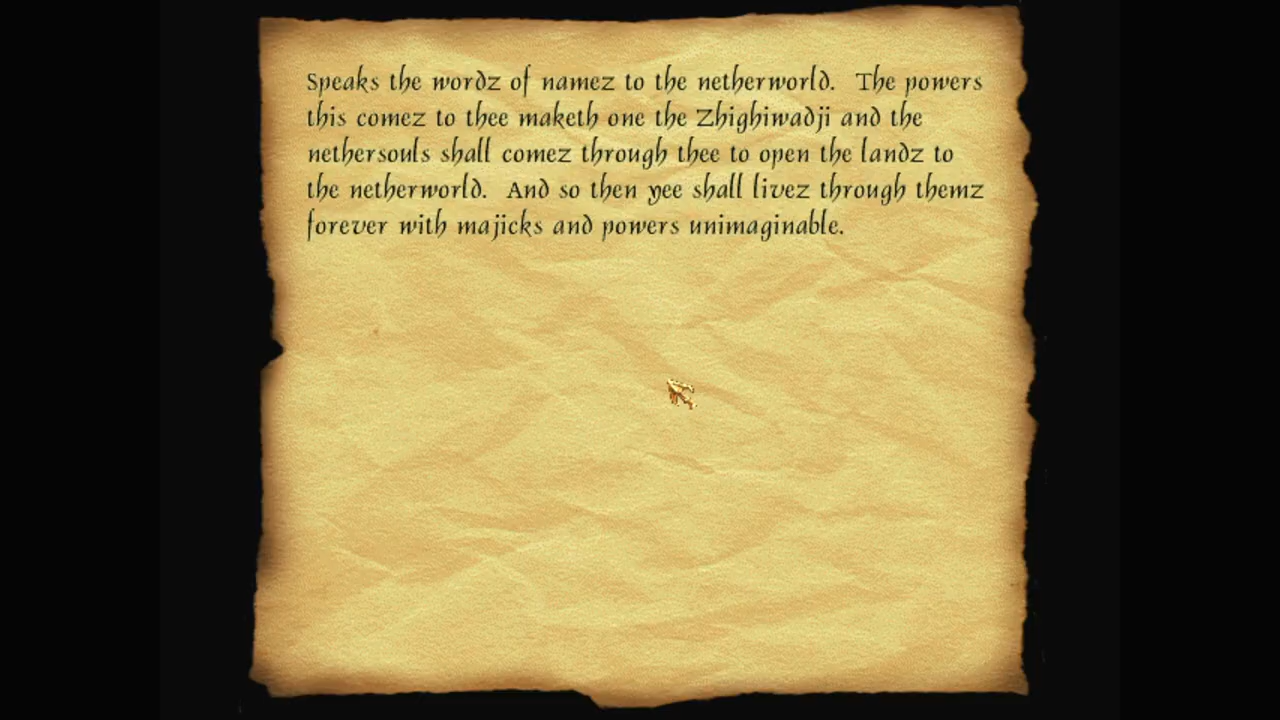 Speaks the wordz of namez to the netherworld.  The powers
this comez to thee maketh one the Zhighiwadji and the
nethersouls shall comez through thee to open the landz to
the netherworld.  And so then yee shall livez through themz
forever with majicks and powers unimaginable.